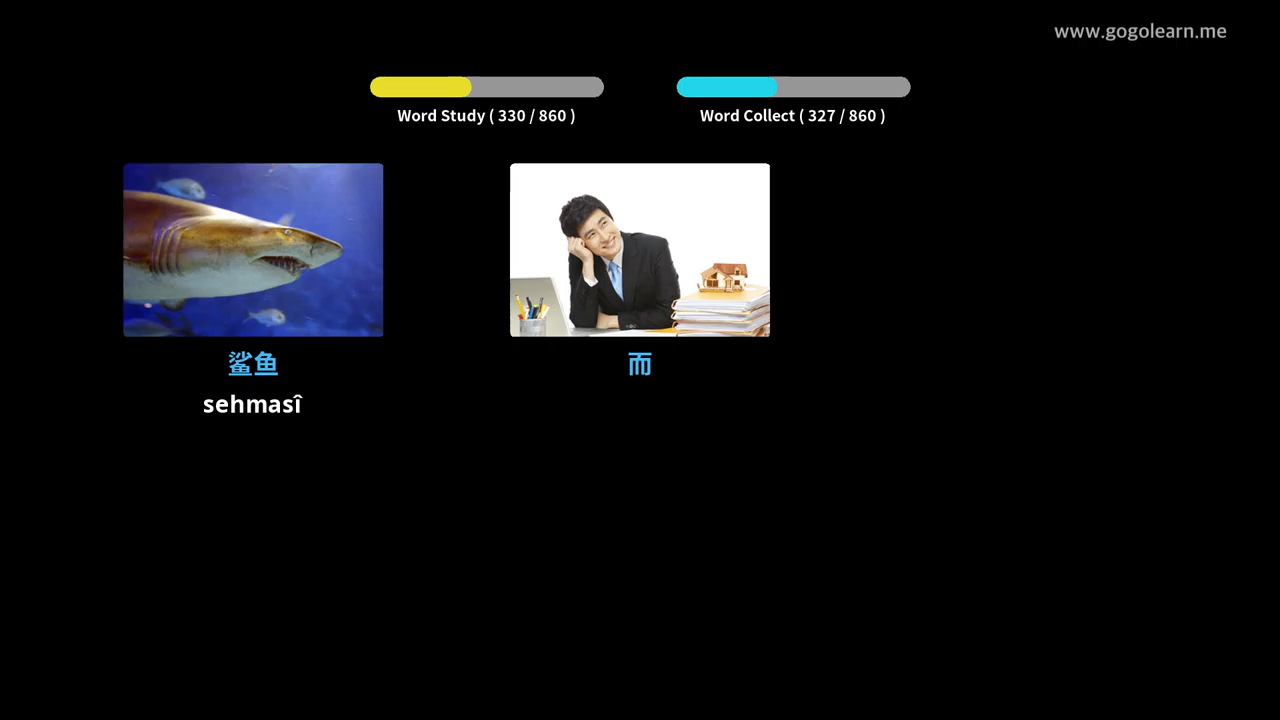 www.gogolearn.me
Word Study ( 330 / 860 )
Word Collect ( 327 / 860 )
鲨鱼
而
sehmasî